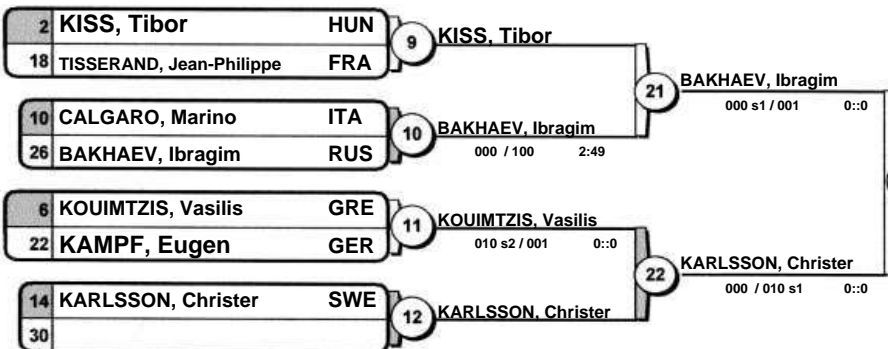 2 KISS, Tibor HUN
18 TISSERAND, Jean-Philippe FRA
9 KISS, Tibor
10 CALGARO, Marino ITA
26 BAKHAEV, Ibragim RUS
10 BAKHAEV, Ibragim
000 / 100 2:49
21 BAKHAEV, Ibragim
000 s1 / 001 0::0
6 KOUIMTZIS, Vasilis GRE
22 KAMPF, Eugen GER
11 KOUIMTZIS, Vasilis
010 s2 / 001 0::0
14 KARLSSON, Christer SWE
30
12 KARLSSON, Christer
22 KARLSSON, Christer
000 / 010 s1 0::0